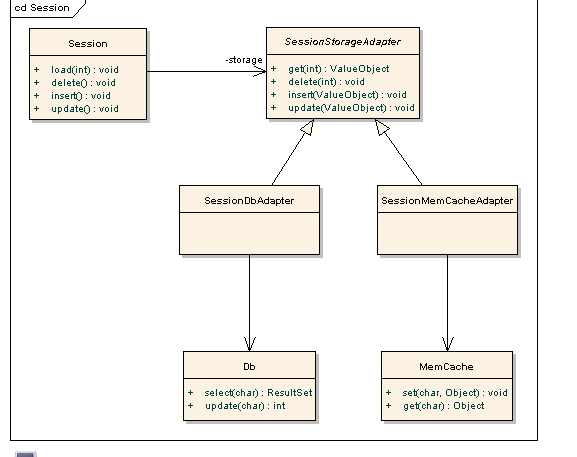 cd Session
Session
+ load(int) : void
+ delete() : void
+ insert() : void
+ update() : void
-storage
SessionStorageAdapter
+ get(int) : ValueObject
+ delete(int) : void
+ insert(ValueObject) : void
+ update(ValueObject) : void
SessionDbAdapter
SessionMemCacheAdapter
Db
+ select(char) : ResultSet
+ update(char) : int
MemCache
+ set(char, Object) : void
+ get(char) : Object